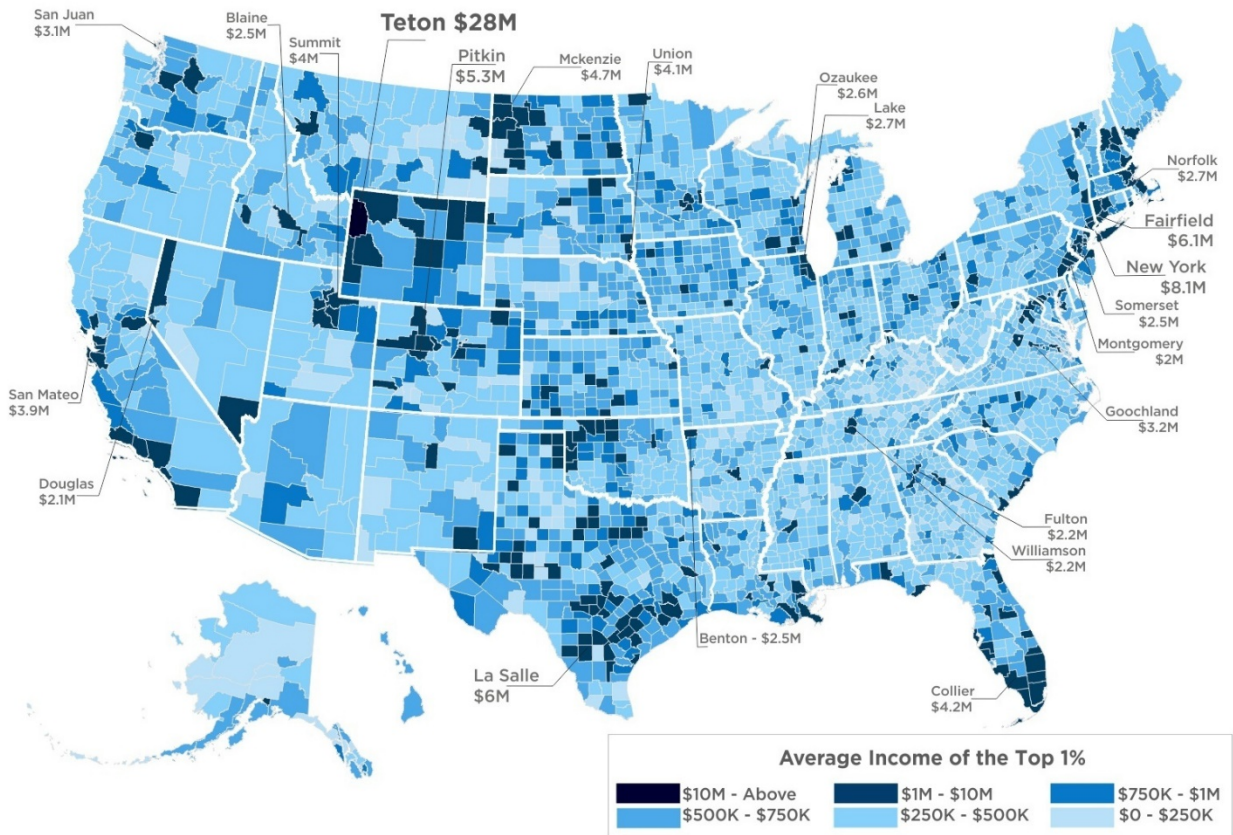 San Juan
$3.1M
Blaine
$2.5M
Summit
$4M
Teton $28M
Pitkin
$5.3M
Mckenzie
$4.7M
Union
$4.1M
Ozaukee
$2.6M
Lake
$2.7M
Norfolk
$2.7M
Fairfield
$6.1M
New York
$8.1M
Somerset
$2.5M
Montgomery
$2M
Goochland
$3.2M
San Mateo
$3.9M
Douglas
$2.1M
Fulton
$2.2M
Williamson
$2.2M
Benton - $2.5M
La Salle
$6M
Collier
$4.2M
Average Income of the Top 1%
$10M - Above $1M - $10M $750K - $1M
$500K - $750K $250K - $500K $0 - $250K